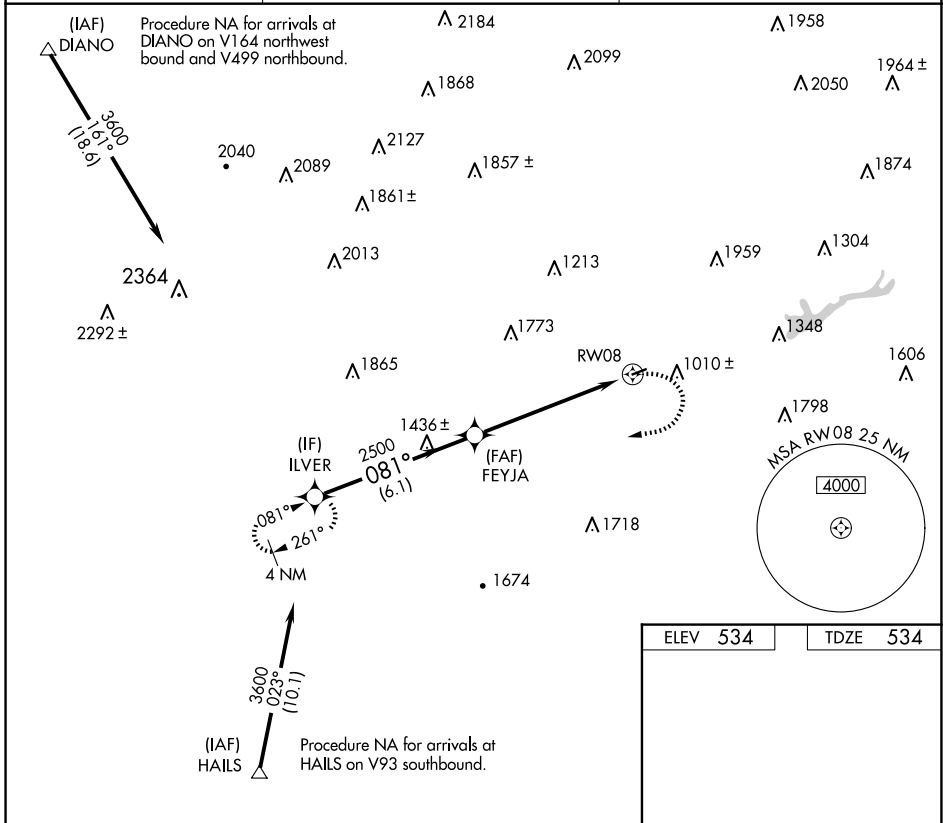 (IAF)
DIANO
Procedure NA for arrivals at
DIANO on V164 northwest
bound and V499 northbound.
2184
1958
2099
1868
2050
1964 ±
3600
161°
(18.6)
2127
2040
2089
1857 ±
1874
1861 ±
2013
1213
1959
1304
2364
2292 ±
1773
1348
RW08
1865
1010 ±
1606
1798
1436 ±
(IF)
ILVER
2500
081°
(6.1)
(FAF)
FEYJA
MSA RW08 25 NM
4000
081°
261°
4 NM
1718
1674
ELEV 534
TDZE 534
3600
023°
(10.1)
(IAF)
HAILS
Procedure NA for arrivals at
HAILS on V93 southbound.